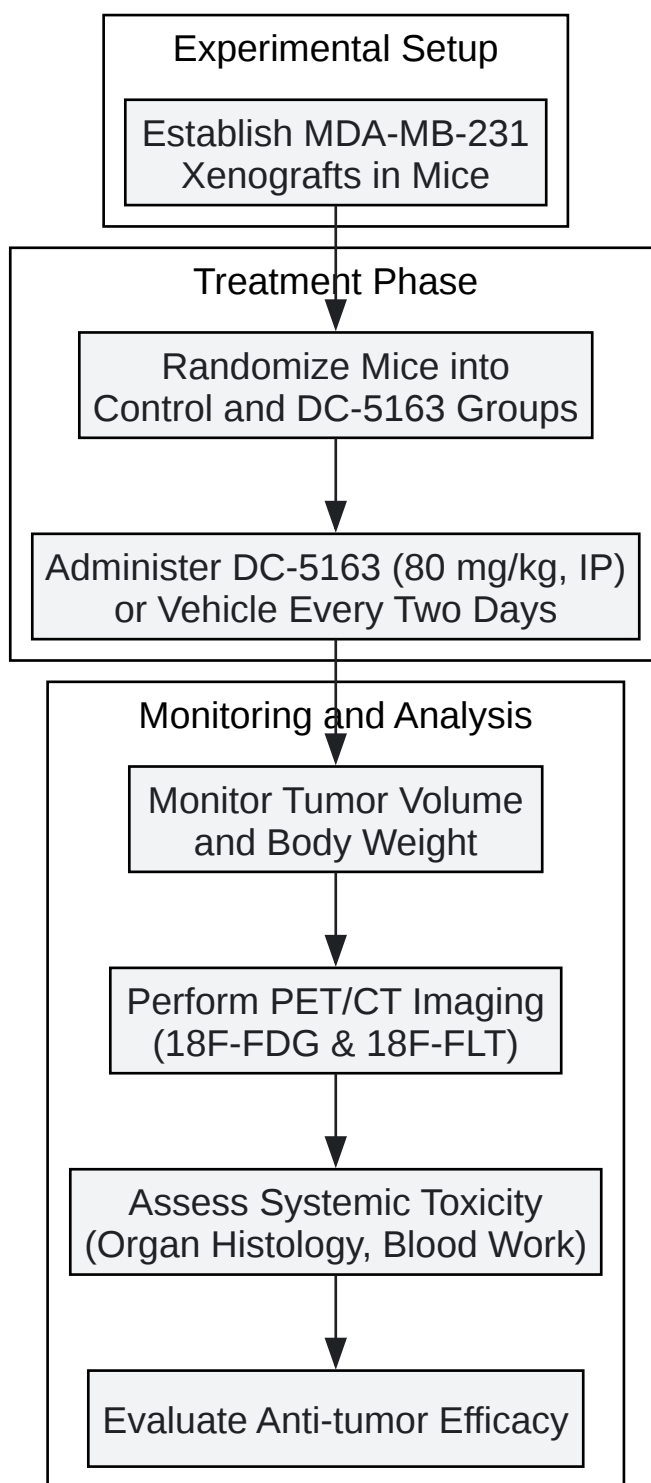 Experimental Setup
Establish MDA-MB-231
Xenografts in Mice
Treatment Phase
Randomize Mice into
Control and DC-5163 Groups
Administer DC-5163 (80 mg/kg, IP)
or Vehicle Every Two Days
Monitoring and Analysis
Monitor Tumor Volume
and Body Weight
Perform PET/CT Imaging
(18F-FDG & 18F-FLT)
Assess Systemic Toxicity
(Organ Histology, Blood Work)
Evaluate Anti-tumor Efficacy